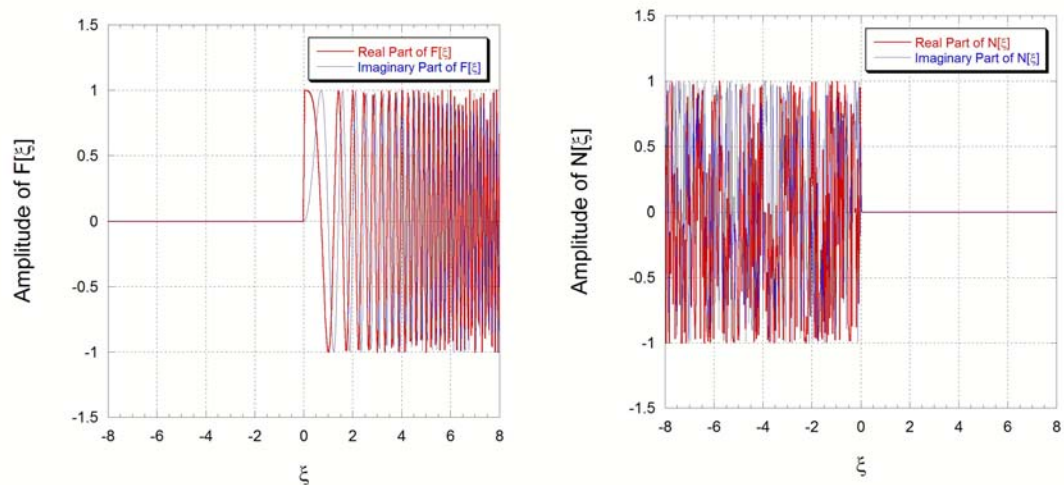 1.5
Real Part of F[ξ]
Imaginary Part of F[ξ]
1
0.5
0
-0.5
-1
-1.5
-8 -6 -4 -2 0 2 4 6 8
ξ
Amplitude of F[ξ]
1.5
Real Part of N[ξ]
Imaginary Part of N[ξ]
1
0.5
0
-0.5
-1
-1.5
-8 -6 -4 -2 0 2 4 6 8
ξ
Amplitude of N[ξ]